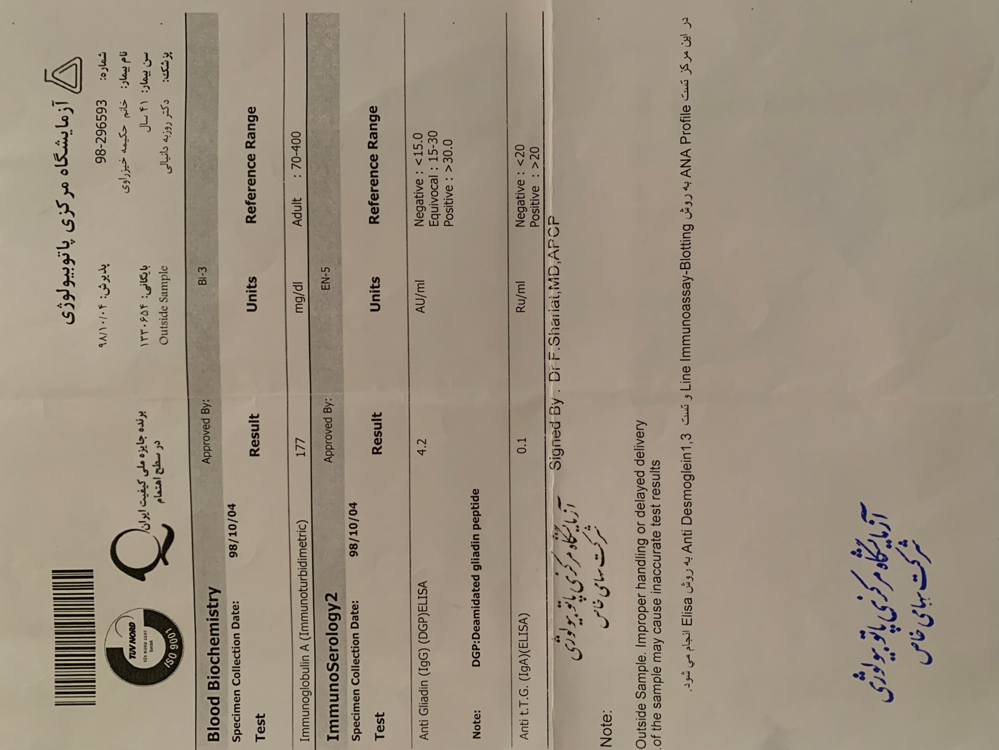 آزمایشگاه مرکزی پاتوبیولوژی
شماره: 98-296593
پذیرش: ۹۸/۱۰/۰۴
نام بیمار: خانم حکیمه خیزراوی
سن بیمار: ۴۱ سال
بایگانی: ۱۳۳۰۶۵۴
پزشک: دکتر روزبه دانیالی
Outside Sample
برنده جایزه ملی کیفیت ایران
در سطح اهتمام
TÜV NORD
TÜV NORD CERT
GmbH
ISO 9001
Blood Biochemistry Approved By: Bi-3
Specimen Collection Date: 98/10/04
Test Result Units Reference Range
Immunoglobulin A (Immunoturbidimetric) 177 mg/dl Adult : 70-400
ImmunoSerology2 Approved By: EN-5
Specimen Collection Date: 98/10/04
Test Result Units Reference Range
Anti Gliadin (IgG) (DGP)ELISA 4.2 AU/ml Negative : <15.0
Equivocal : 15-30
Positive : >30.0
Note: DGP:Deamidated gliadin peptide
Anti t.T.G. (IgA)(ELISA) 0.1 Ru/ml Negative : <20
Positive : >20
Signed By : Dr F.Shariat,MD,APCP
آزمایشگاه مرکزی پاتوبیولوژی
شرکت سهامی خاص
Note:
Outside Sample. Improper handling or delayed delivery
.of the sample may cause inaccurate test results
در این مرکز تست ANA Profile به روش Line Immunoassay-Blotting و تست Anti Desmoglein1,3 به روش Elisa انجام می شود.
آزمایشگاه مرکزی پاتوبیولوژی
شرکت سهامی خاص